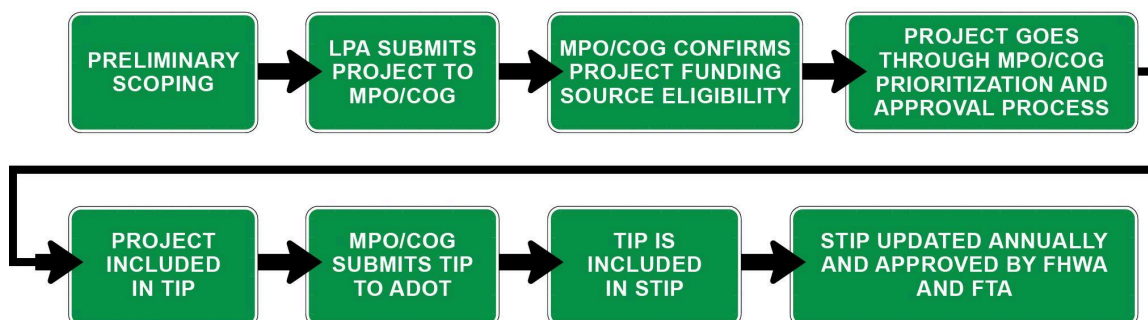 PRELIMINARY
SCOPING
LPA SUBMITS
PROJECT TO
MPO/COG
MPO/COG CONFIRMS
PROJECT FUNDING
SOURCE ELIGIBILITY
PROJECT GOES
THROUGH MPO/COG
PRIORITIZATION AND
APPROVAL PROCESS
PROJECT
INCLUDED
IN TIP
MPO/COG
SUBMITS TIP
TO ADOT
TIP IS
INCLUDED
IN STIP
STIP UPDATED ANNUALLY
AND APPROVED BY FHWA
AND FTA